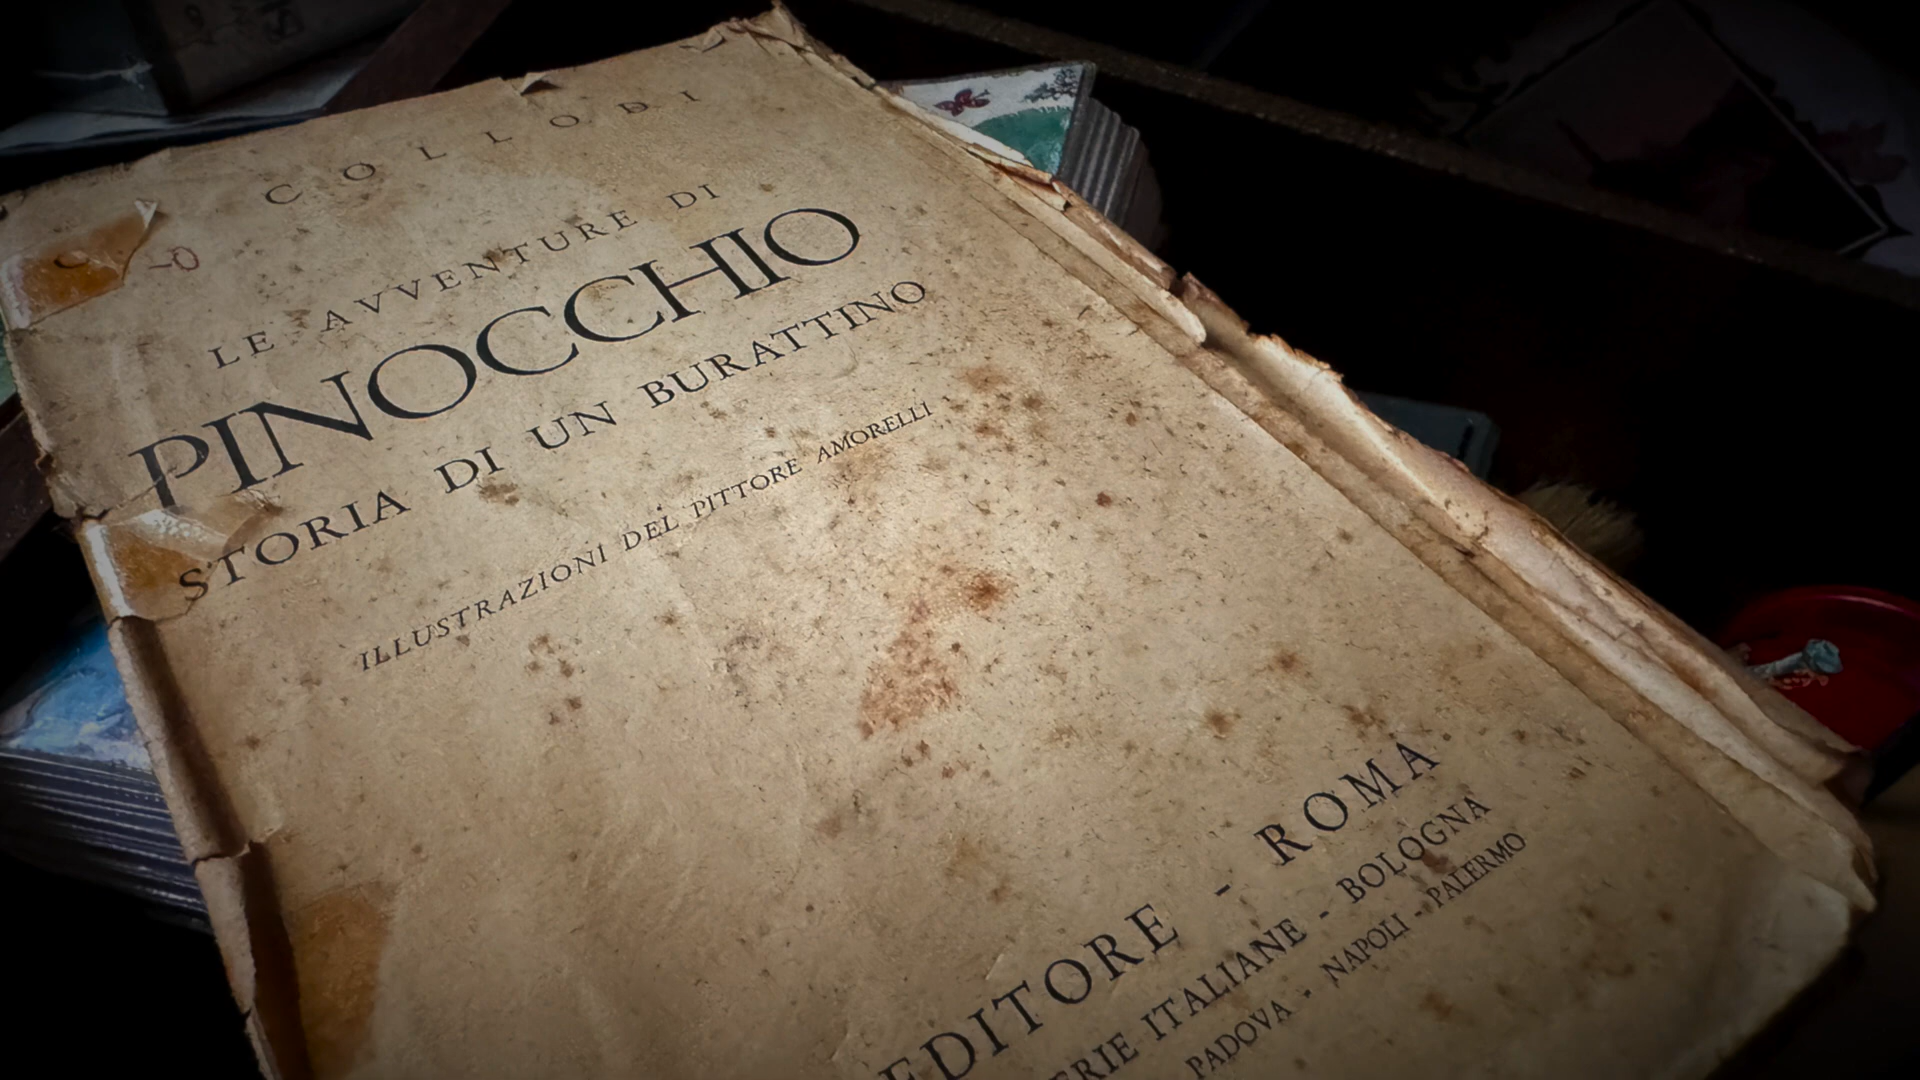 COLLODI
LE AVVENTURE DI
PINOCCHIO
STORIA DI UN BURATTINO
ILLUSTRAZIONI DEL PITTORE AMORELLI
EDITORE - ROMA
ERIE ITALIANE - BOLOGNA
PADOVA - NAPOLI - PALERMO